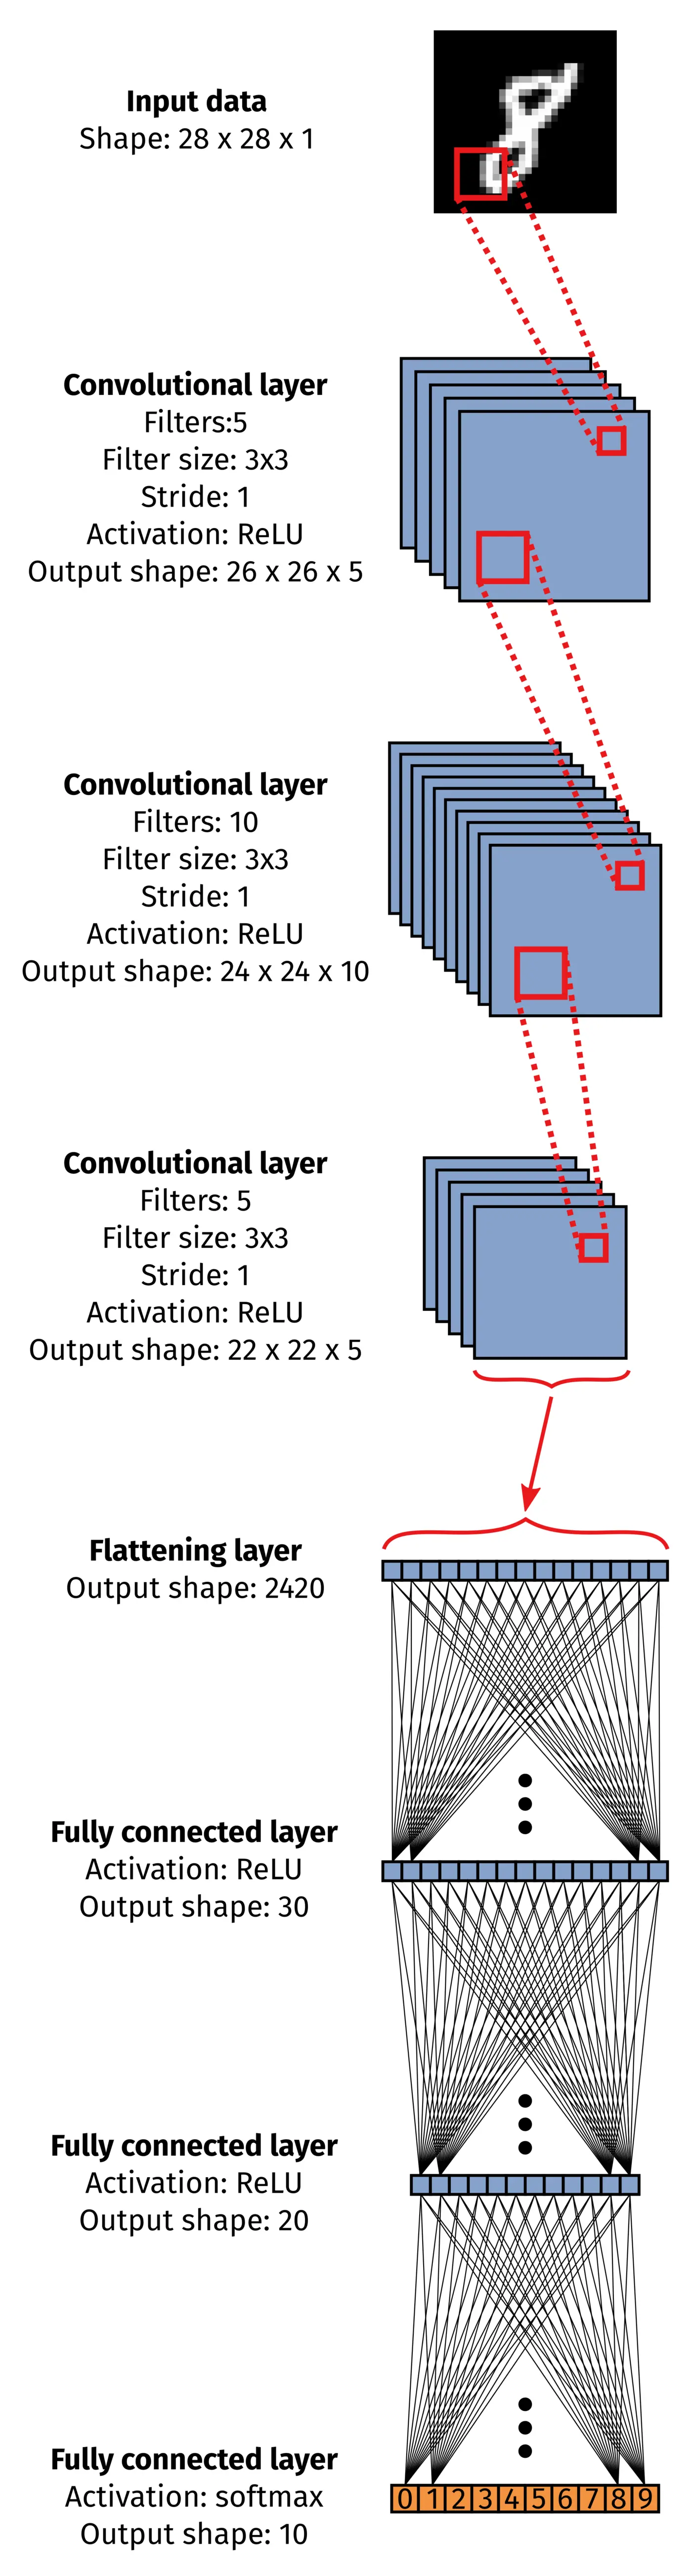 Input data
Shape: 28 x 28 x 1
Convolutional layer
Filters:5
Filter size: 3x3
Stride: 1
Activation: ReLU
Output shape: 26 x 26 x 5
Convolutional layer
Filters: 10
Filter size: 3x3
Stride: 1
Activation: ReLU
Output shape: 24 x 24 x 10
Convolutional layer
Filters: 5
Filter size: 3x3
Stride: 1
Activation: ReLU
Output shape: 22 x 22 x 5
Flattening layer
Output shape: 2420
Fully connected layer
Activation: ReLU
Output shape: 30
Fully connected layer
Activation: ReLU
Output shape: 20
Fully connected layer
Activation: softmax
Output shape: 10
0 1 2 3 4 5 6 7 8 9